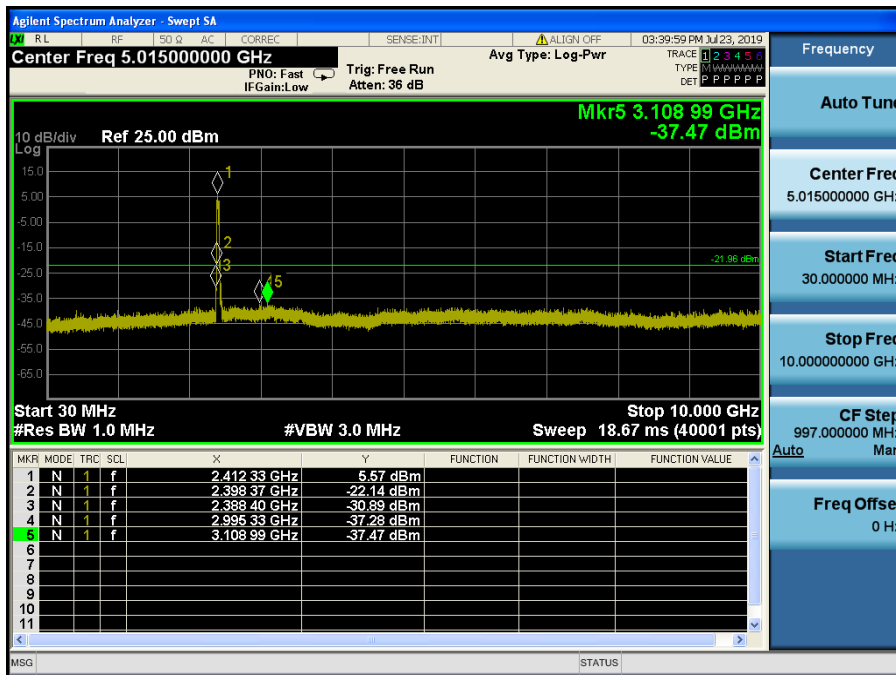 Agilent Spectrum Analyzer - Swept SA
LXI RL RF 50 Ω AC CORREC SENSE:INT ALIGN OFF 03:39:59 PM Jul 23, 2019
Center Freq 5.015000000 GHz
PNO: Fast
IFGain:Low
Trig: Free Run
Atten: 36 dB
Avg Type: Log-Pwr
TRACE 1 2 3 4 5 6
TYPE M W W W W W
DET P P P P P P
Mkr5 3.108 99 GHz
-37.47 dBm
10 dB/div Ref 25.00 dBm
Log
15.0
5.00
-5.00
-15.0
-25.0
-35.0
-45.0
-55.0
-65.0
1
2
3
4 5
-21.96 dBm
Start 30 MHz Stop 10.000 GHz
#Res BW 1.0 MHz #VBW 3.0 MHz Sweep 18.67 ms (40001 pts)
MKR MODE TRC SCL X Y FUNCTION FUNCTION WIDTH FUNCTION VALUE
1 N 1 f 2.412 33 GHz 5.57 dBm
2 N 1 f 2.398 37 GHz -22.14 dBm
3 N 1 f 2.388 40 GHz -30.89 dBm
4 N 1 f 2.995 33 GHz -37.28 dBm
5 N 1 f 3.108 99 GHz -37.47 dBm
6
7
8
9
10
11
MSG STATUS
Frequency
Auto Tune
Center Freq
5.015000000 GHz
Start Freq
30.000000 MHz
Stop Freq
10.000000000 GHz
CF Step
997.000000 MHz
Auto Man
Freq Offset
0 Hz